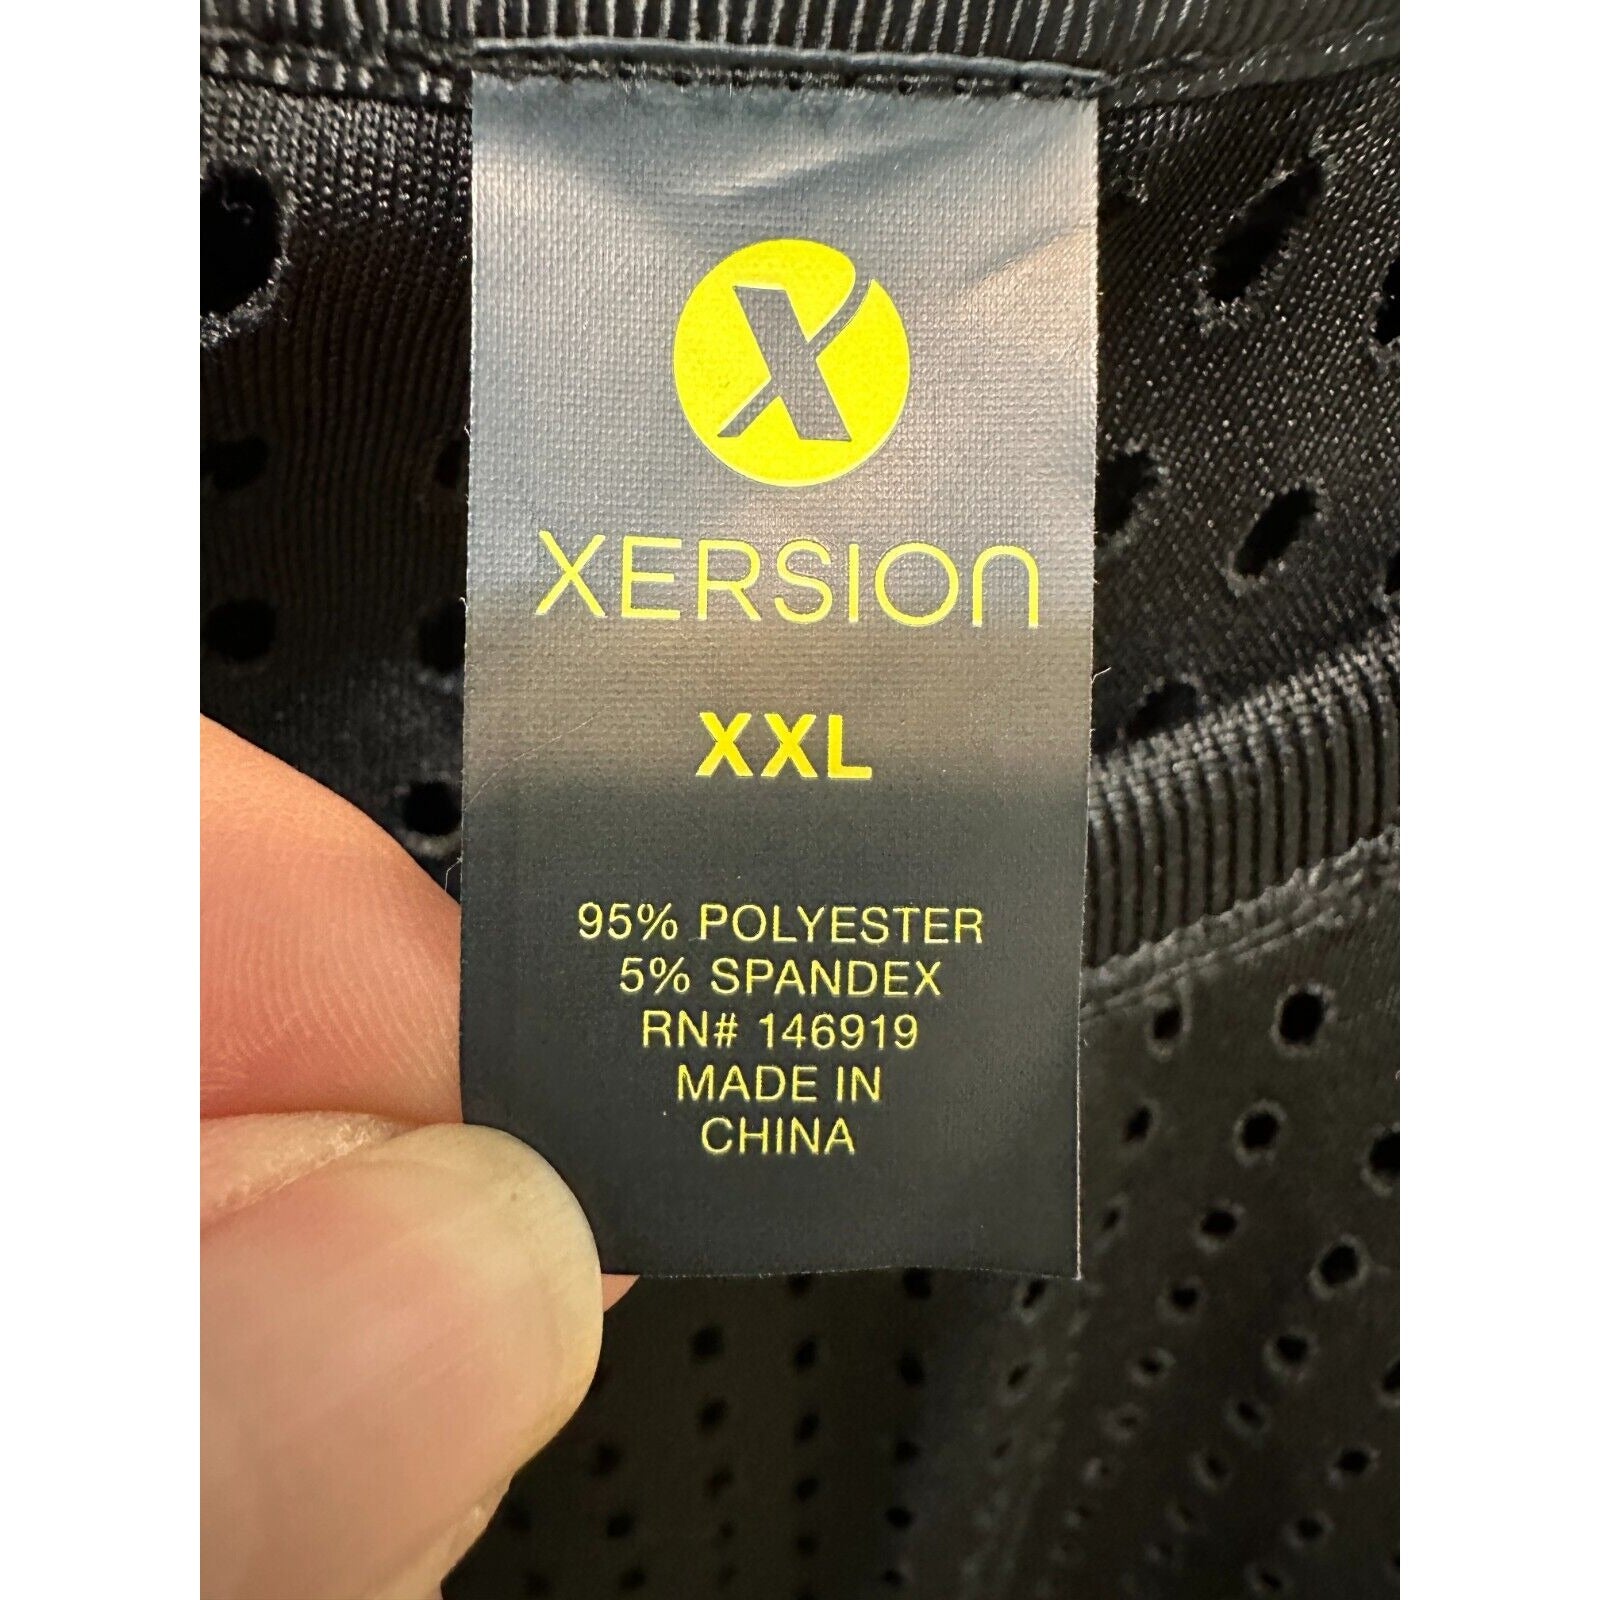 X
XERSION
XXL
95% POLYESTER
5% SPANDEX
RN# 146919
MADE IN
CHINA